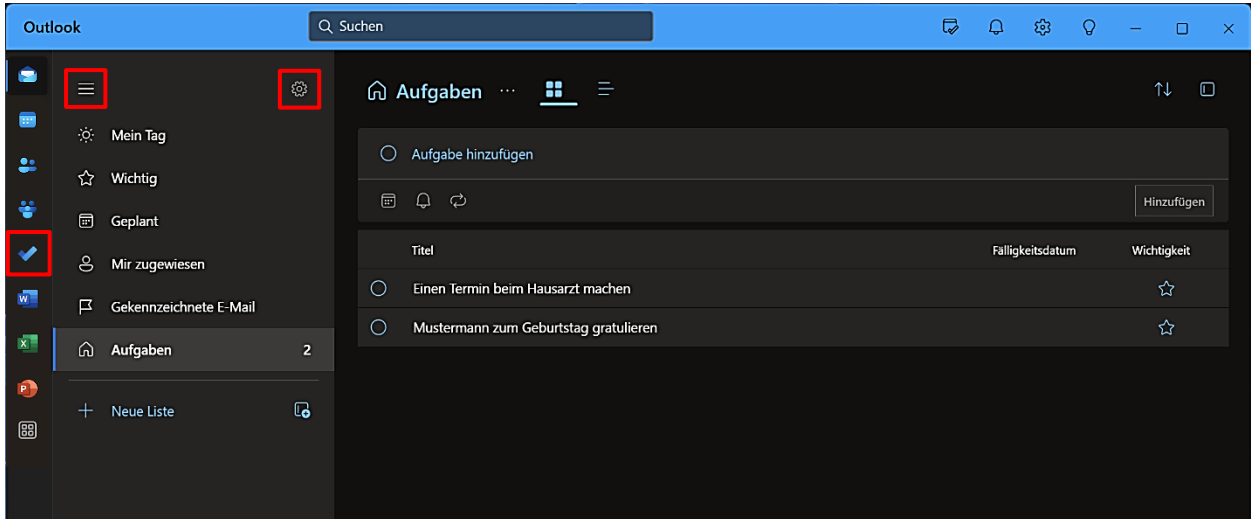 Outlook
Suchen
Aufgaben
Mein Tag
Aufgabe hinzufügen
Wichtig
Hinzufügen
Geplant
Titel Fälligkeitsdatum Wichtigkeit
Mir zugewiesen
Einen Termin beim Hausarzt machen
Gekennzeichnete E-Mail
Mustermann zum Geburtstag gratulieren
Aufgaben 2
Neue Liste